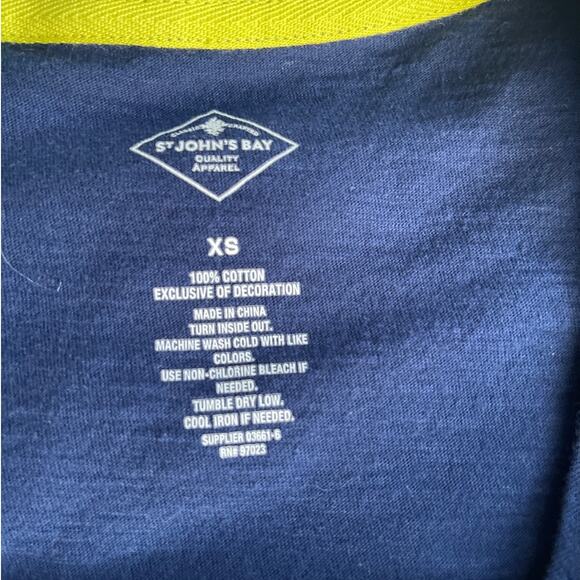 ST JOHN'S BAY
QUALITY
APPAREL
XS
100% COTTON
EXCLUSIVE OF DECORATION
MADE IN CHINA
TURN INSIDE OUT.
MACHINE WASH COLD WITH LIKE
COLORS.
USE NON-CHLORINE BLEACH IF
NEEDED.
TUMBLE DRY LOW.
COOL IRON IF NEEDED.
SUPPLIER 03661-6
RN# 97023